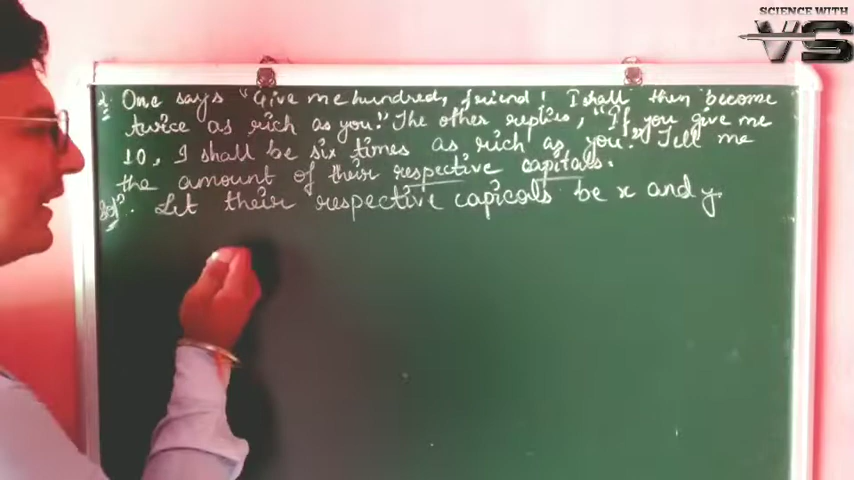 SCIENCE WITH
VS
2. One says "Give me hundred, friend! I shall then become
twice as rich as you." The other replies, "If you give me
10, I shall be six times as rich as you." Tell me
the amount of their respective capitals.
Solⁿ. Let their respective capicals be x and y.